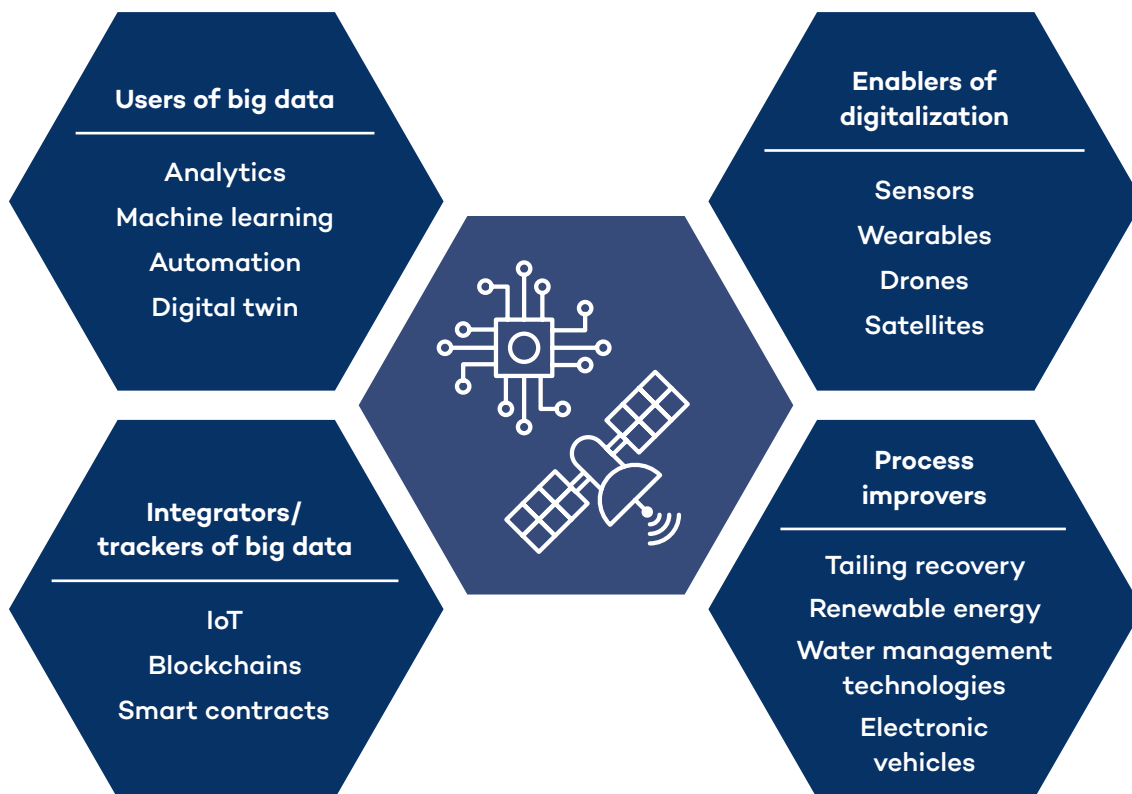 Users of big data
Analytics
Machine learning
Automation
Digital twin
Enablers of
digitalization
Sensors
Wearables
Drones
Satellites
Integrators/
trackers of big data
IoT
Blockchains
Smart contracts
Process
improvers
Tailing recovery
Renewable energy
Water management
technologies
Electronic
vehicles